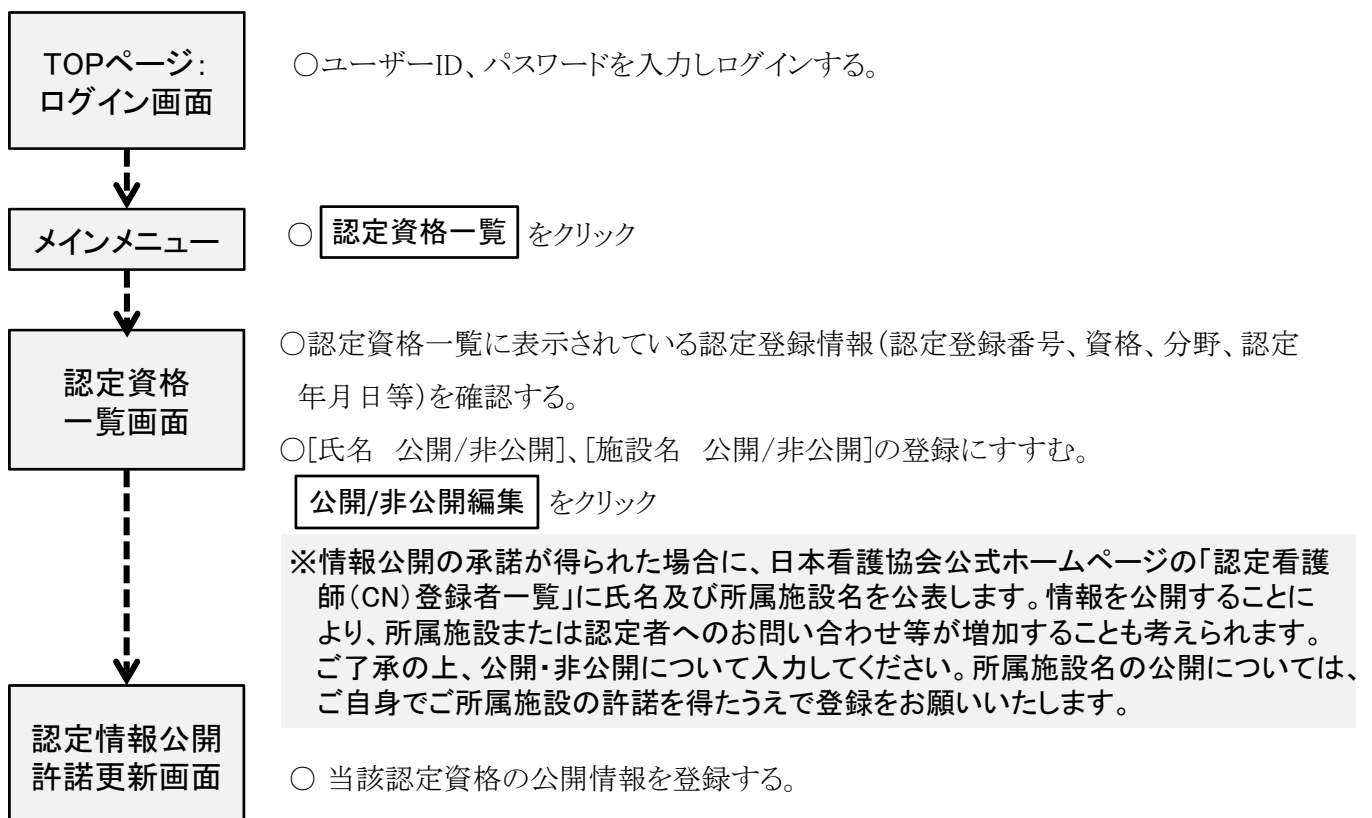 TOPページ：
ログイン画面
○ユーザーID、パスワードを入力しログインする。
メインメニュー
○ 認定資格一覧 をクリック
認定資格
一覧画面
○認定資格一覧に表示されている認定登録情報（認定登録番号、資格、分野、認定
年月日等）を確認する。
○[氏名　公開/非公開]、[施設名　公開/非公開]の登録にすすむ。
公開/非公開編集 をクリック
※情報公開の承諾が得られた場合に、日本看護協会公式ホームページの「認定看護
師（CN）登録者一覧」に氏名及び所属施設名を公表します。情報を公開することに
より、所属施設または認定者へのお問い合わせ等が増加することも考えられます。
ご了承の上、公開・非公開について入力してください。所属施設名の公開については、
ご自身でご所属施設の許諾を得たうえで登録をお願いいたします。
認定情報公開
許諾更新画面
○ 当該認定資格の公開情報を登録する。